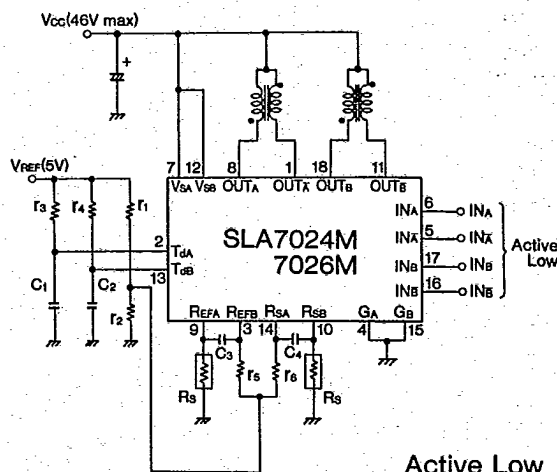 Vcc(46V max)
+
VREF(5V)
7 12 8 1 18 11
VSA VSB OUTA OUTA̅ OUTB OUTB̅
r3 r4 r1
2 TdA
13 TdB
SLA7024M
7026M
6 INA INA
5 INA̅ INA̅
17 INB INB
16 INB̅ INB̅
Active
Low
C1 C2 r2
REFA REFB RSA RSB GA GB
9 3 14 10 4 15
C3 C4
r5 r6
Rs Rs
Active Low